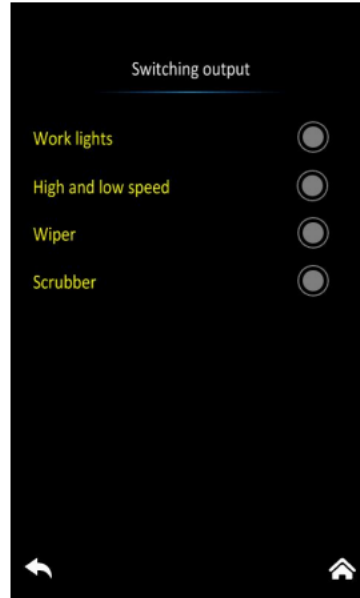 Switching output
Work lights
High and low speed
Wiper
Scrubber